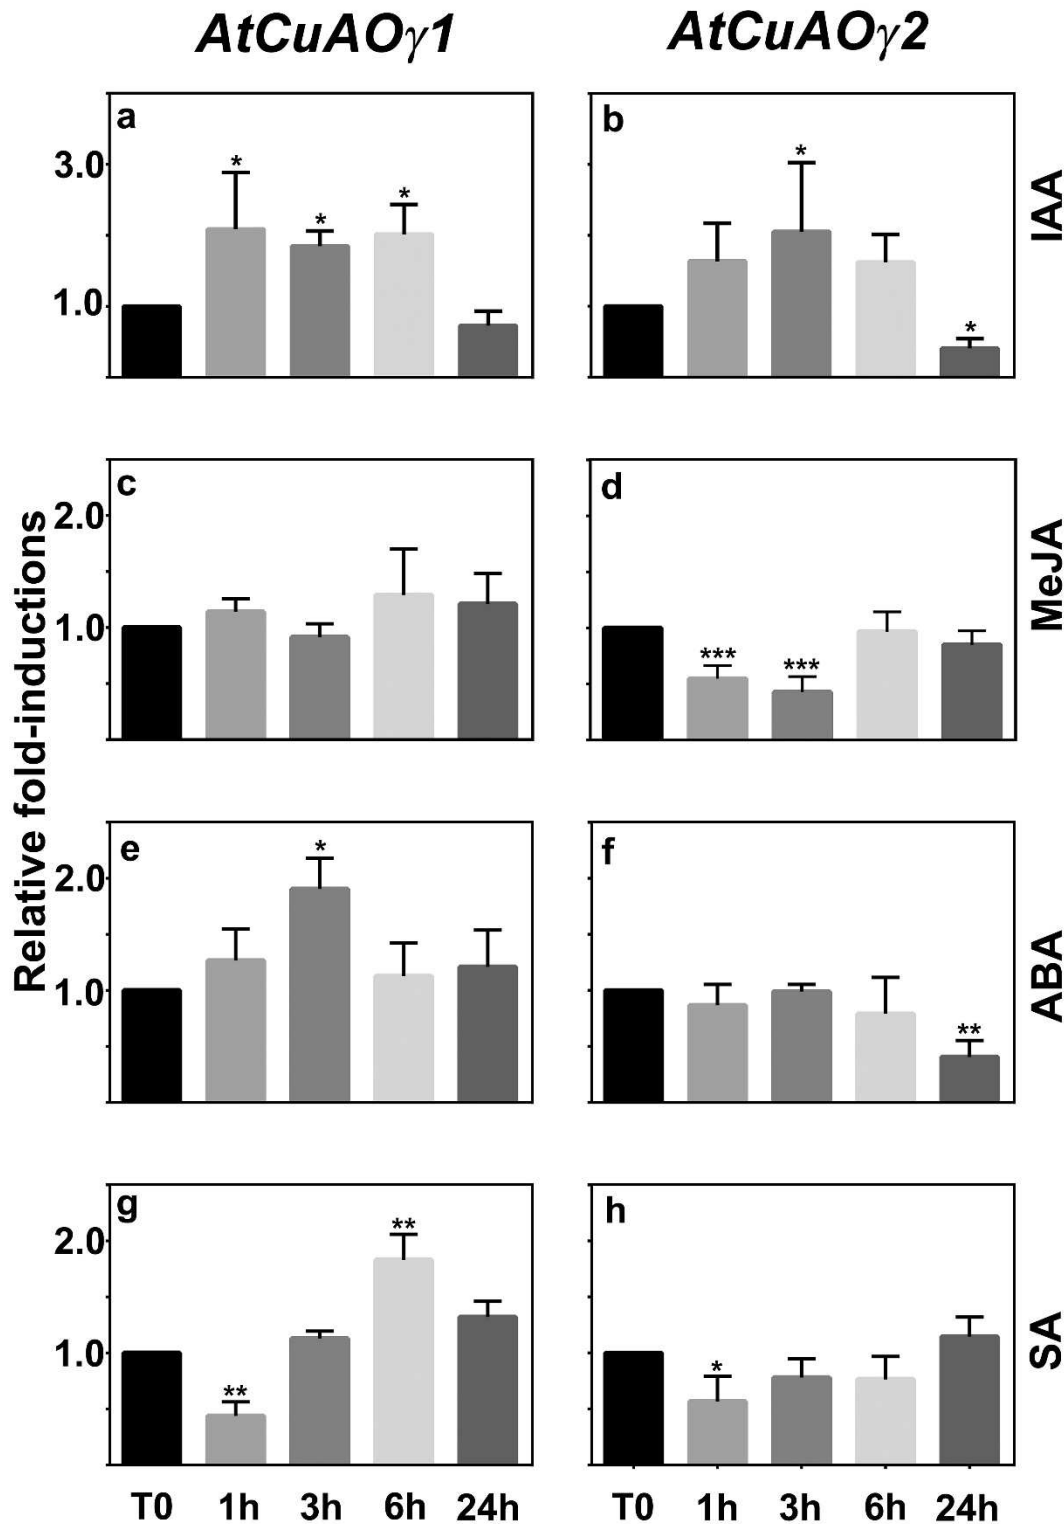 AtCuAOγ1 AtCuAOγ2
a b
3.0 * * * *
1.0 *
IAA
c d
2.0
1.0 *** ***
MeJA
Relative fold-inductions
e f
2.0 *
1.0 **
ABA
g h
2.0 **
1.0 ** *
SA
T0 1h 3h 6h 24h T0 1h 3h 6h 24h